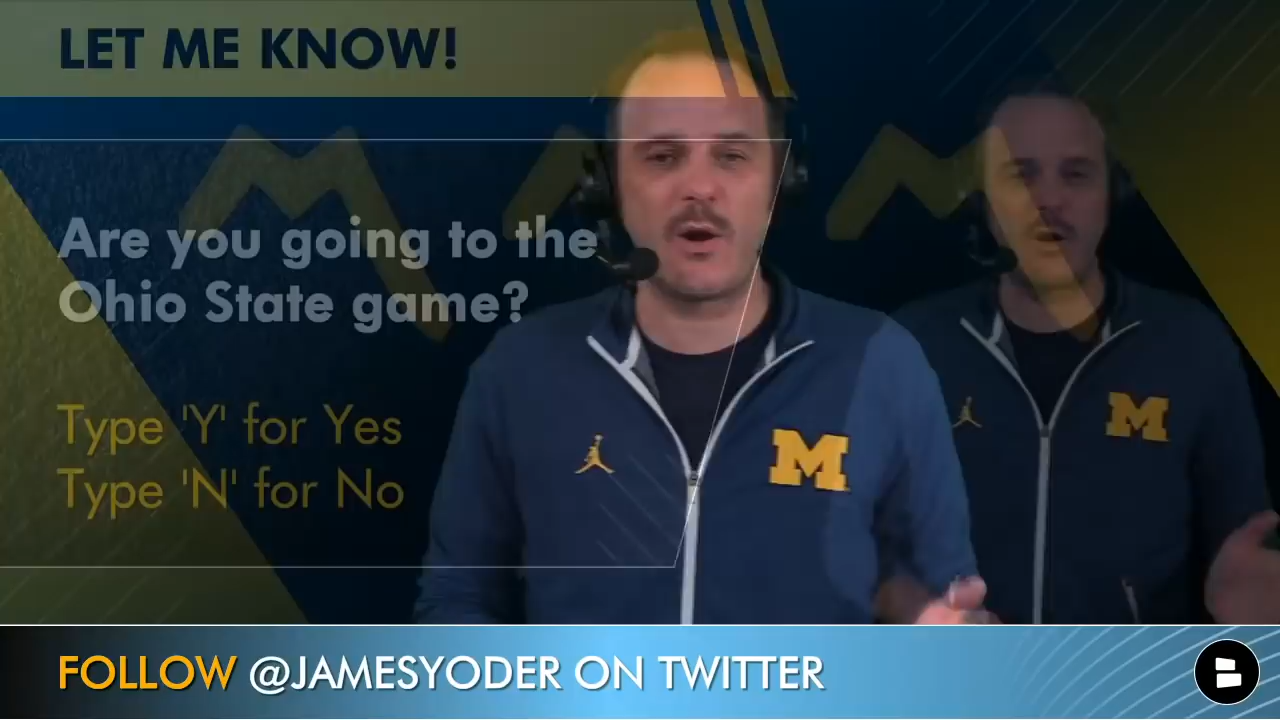 LET ME KNOW!
Are you going to the
Ohio State game?
Type 'Y' for Yes
Type 'N' for No
M
M
FOLLOW @JAMESYODER ON TWITTER